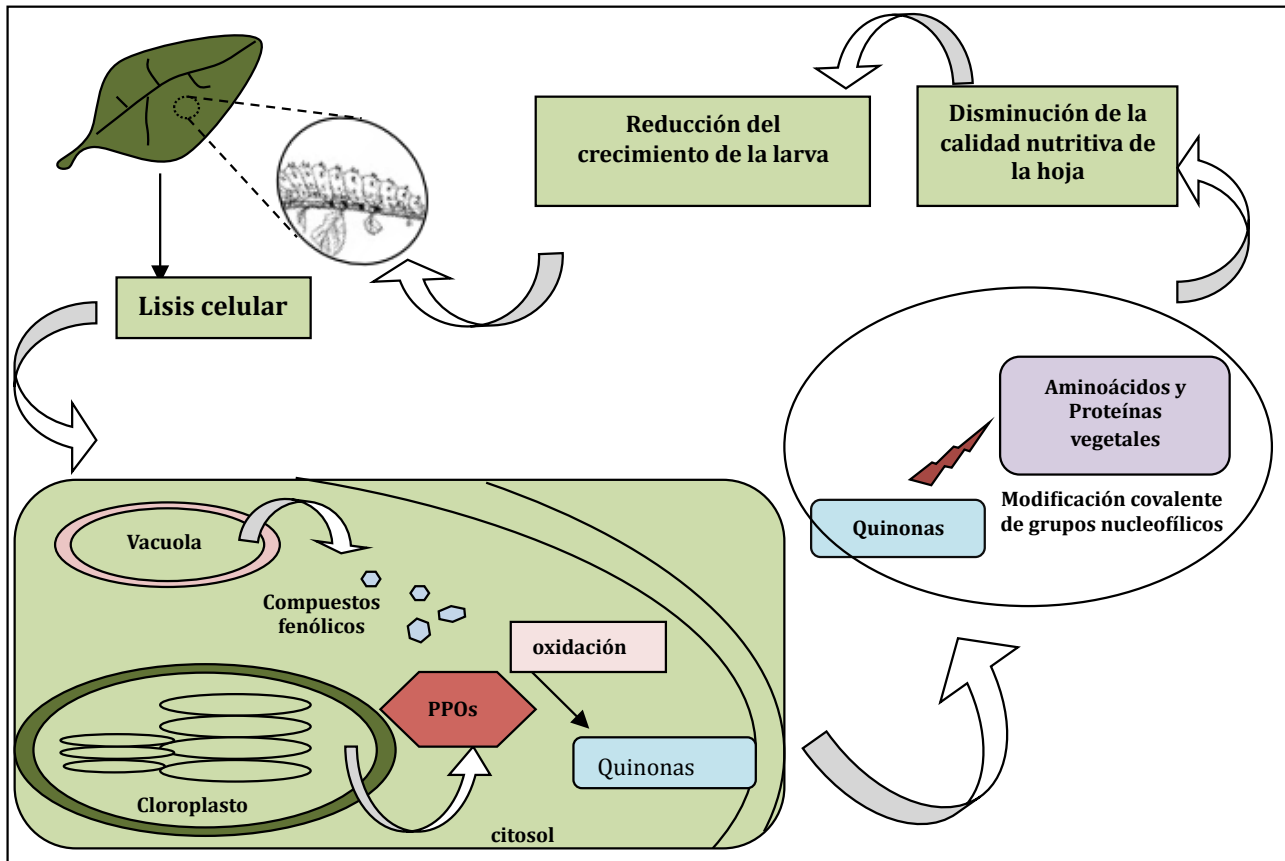 Reducción del
crecimiento de la larva
Disminución de la
calidad nutritiva de
la hoja
Lisis celular
Aminoácidos y
Proteínas
vegetales
Quinonas
Modificación covalente
de grupos nucleofílicos
Vacuola
Compuestos
fenólicos
oxidación
PPOs
Quinonas
Cloroplasto
citosol